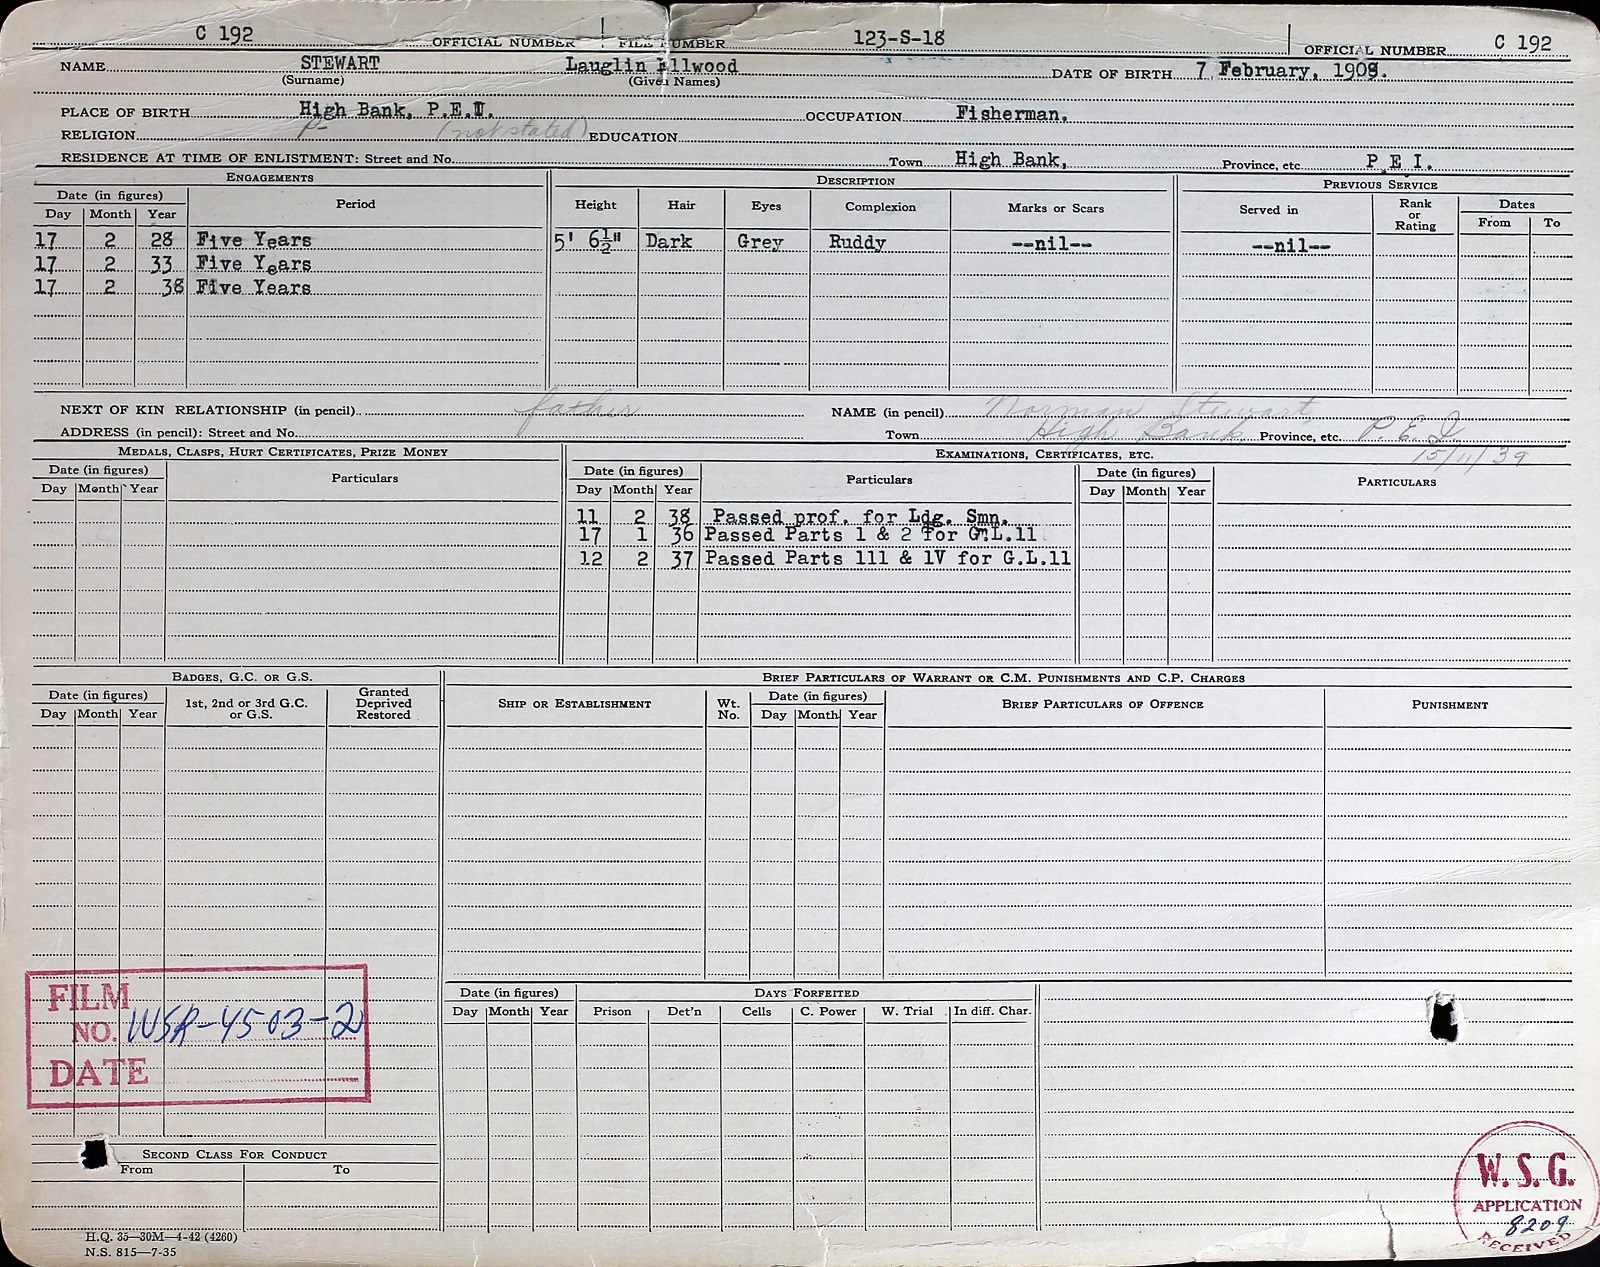 C 192 OFFICIAL NUMBER FILE NUMBER 123-S-18 OFFICIAL NUMBER C 192
NAME STEWART Lauglin Ellwood DATE OF BIRTH 7 February, 1909.
(Surname) (Given Names)
PLACE OF BIRTH High Bank, P.E.I. OCCUPATION Fisherman.
RELIGION P- (not stated) EDUCATION
RESIDENCE AT TIME OF ENLISTMENT: Street and No. Town High Bank, Province, etc. P.E.I.
ENGAGEMENTS DESCRIPTION PREVIOUS SERVICE
Date (in figures) Period Height Hair Eyes Complexion Marks or Scars Served in Rank or Rating Dates
Day Month Year From To
17 2 28 Five Years 5' 6½" Dark Grey Ruddy --nil-- --nil--
17 2 33 Five Years
17 2 38 Five Years
NEXT OF KIN RELATIONSHIP (in pencil) father NAME (in pencil) Norman Stewart
ADDRESS (in pencil): Street and No. Town High Bank Province, etc. P.E.I.
15/11/39
MEDALS, CLASPS, HURT CERTIFICATES, PRIZE MONEY EXAMINATIONS, CERTIFICATES, ETC.
Date (in figures) Particulars Date (in figures) Particulars Date (in figures) PARTICULARS
Day Month Year Day Month Year Day Month Year
11 2 38 Passed prof. for Ldg. Smn.
17 1 36 Passed Parts 1 & 2 for G.L.11
12 2 37 Passed Parts 111 & 1V for G.L.11
BADGES, G.C. OR G.S. BRIEF PARTICULARS OF WARRANT OR C.M. PUNISHMENTS AND C.P. CHARGES
Date (in figures) 1st, 2nd or 3rd G.C. or G.S. Granted Deprived Restored SHIP OR ESTABLISHMENT Wt. No. Date (in figures) BRIEF PARTICULARS OF OFFENCE PUNISHMENT
Day Month Year Day Month Year
FILM
NO. WSR-4503-2
DATE
Date (in figures) DAYS FORFEITED
Day Month Year Prison Det'n Cells C. Power W. Trial In diff. Char.
SECOND CLASS FOR CONDUCT
From To
W.S.G.
APPLICATION
8209
RECEIVED
H.Q. 35—30M—4-42 (4260)
N.S. 815—7-35